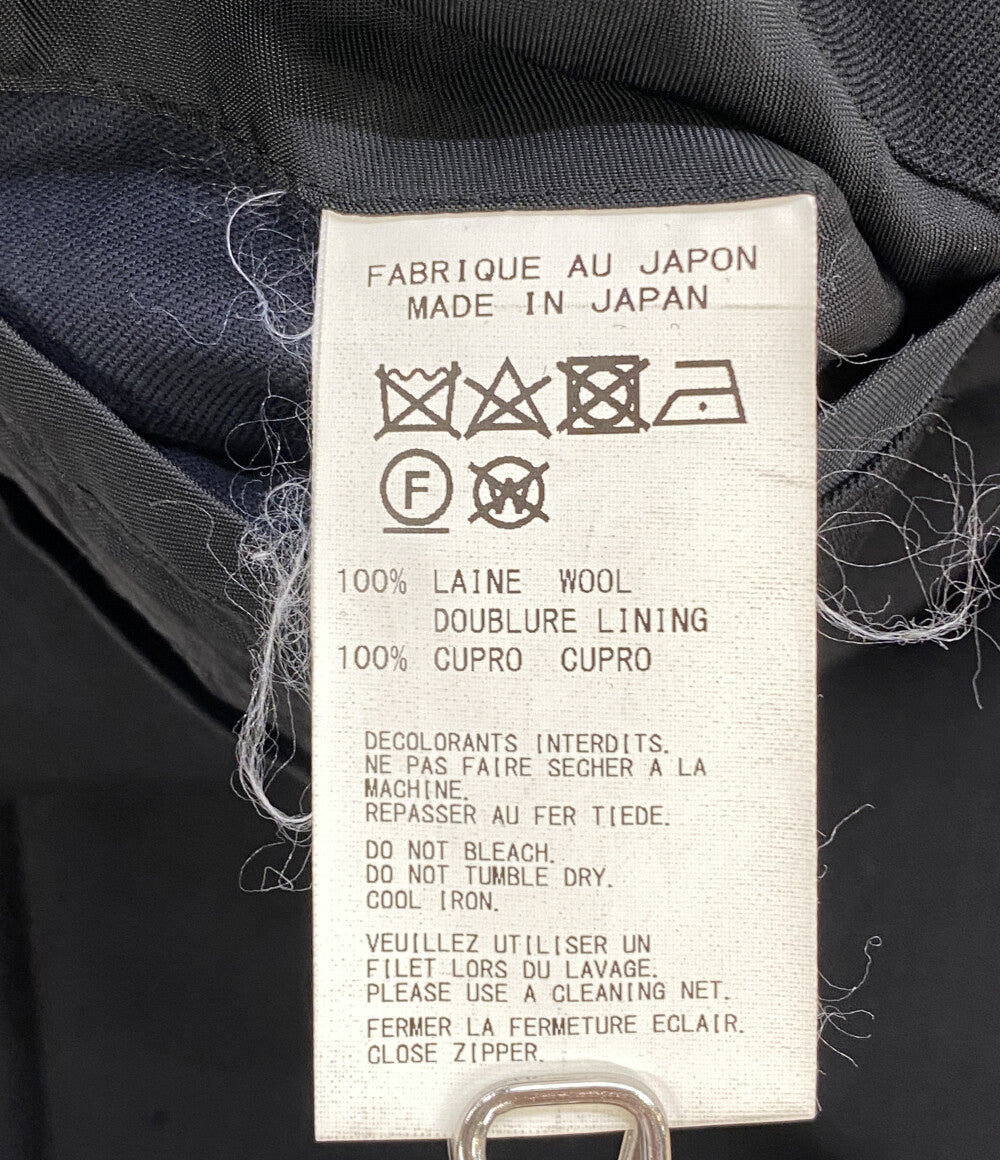 FABRIQUE AU JAPON
MADE IN JAPAN
F W
100% LAINE WOOL
DOUBLURE LINING
100% CUPRO CUPRO
DECOLORANTS INTERDITS.
NE PAS FAIRE SECHER A LA
MACHINE.
REPASSER AU FER TIEDE.
DO NOT BLEACH.
DO NOT TUMBLE DRY.
COOL IRON.
VEUILLEZ UTILISER UN
FILET LORS DU LAVAGE.
PLEASE USE A CLEANING NET.
FERMER LA FERMETURE ECLAIR.
CLOSE ZIPPER.